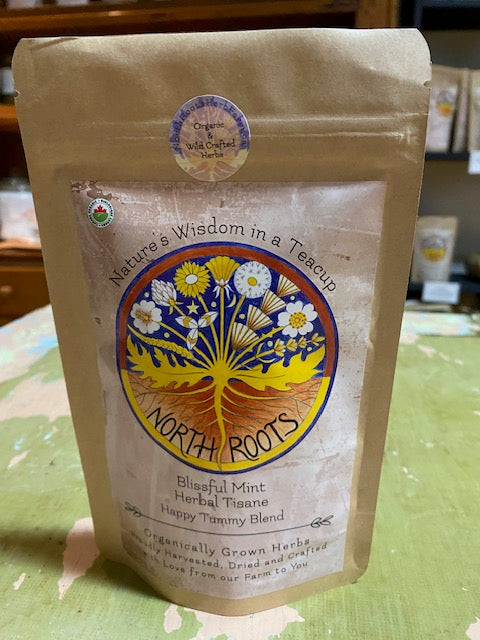 Organic
&
Wild Crafted
Herbs
Nature's Wisdom in a Teacup
NORTH ROOTS
Blissful Mint
Herbal Tisane
Happy Tummy Blend
Organically Grown Herbs
Harvested, Dried and Crafted
Love from our Farm to You